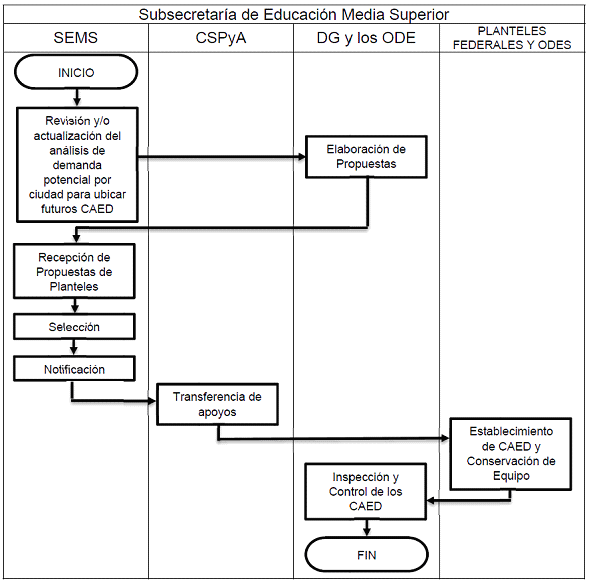 Subsecretaría de Educación Media Superior
SEMS
CSPyA
DG y los ODE
PLANTELES
FEDERALES Y ODES
INICIO
Revisión y/o
actualización del
análisis de
demanda
potencial por
ciudad para ubicar
futuros CAED
Elaboración de
Propuestas
Recepción de
Propuestas de
Planteles
Selección
Notificación
Transferencia de
apoyos
Establecimiento
de CAED y
Conservación de
Equipo
Inspección y
Control de los
CAED
FIN